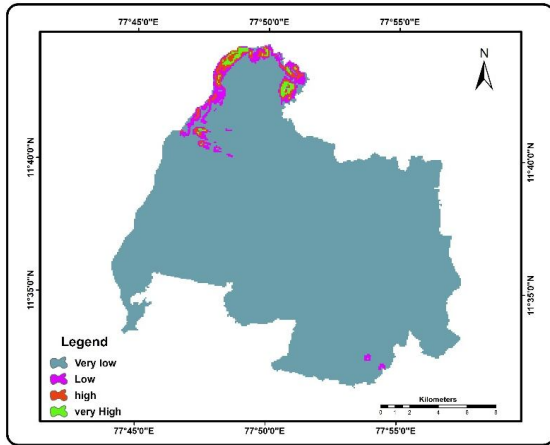 77°45'0"E 77°50'0"E 77°55'0"E
N
11°40'0"N 11°40'0"N
11°35'0"N 11°35'0"N
Legend
Very low
Low
high
very High
Kilometers
0 1 2 4 6 8
77°45'0"E 77°50'0"E 77°55'0"E